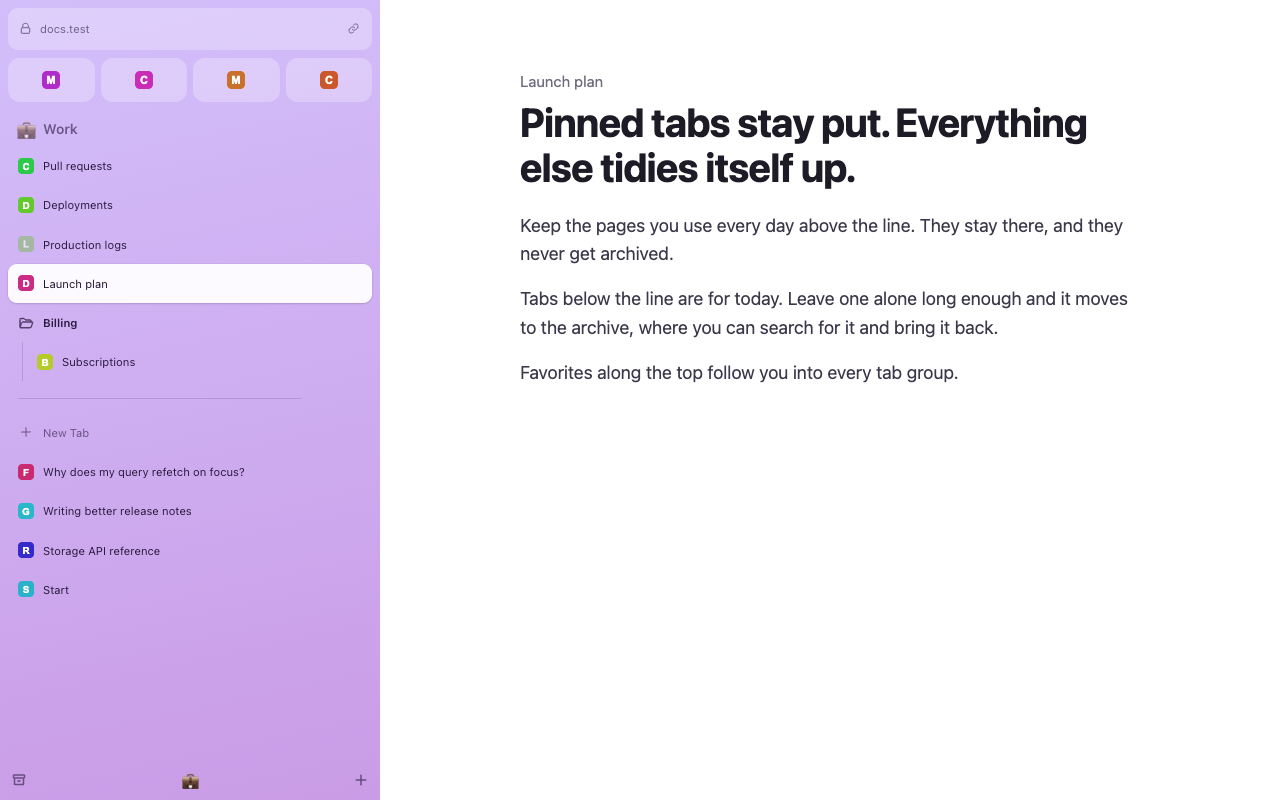 docs.test
M
C
M
C
Work
C Pull requests
D Deployments
L Production logs
D Launch plan
Billing
B Subscriptions
New Tab
F Why does my query refetch on focus?
G Writing better release notes
R Storage API reference
S Start
Launch plan
Pinned tabs stay put. Everything
else tidies itself up.
Keep the pages you use every day above the line. They stay there, and they
never get archived.
Tabs below the line are for today. Leave one alone long enough and it moves
to the archive, where you can search for it and bring it back.
Favorites along the top follow you into every tab group.